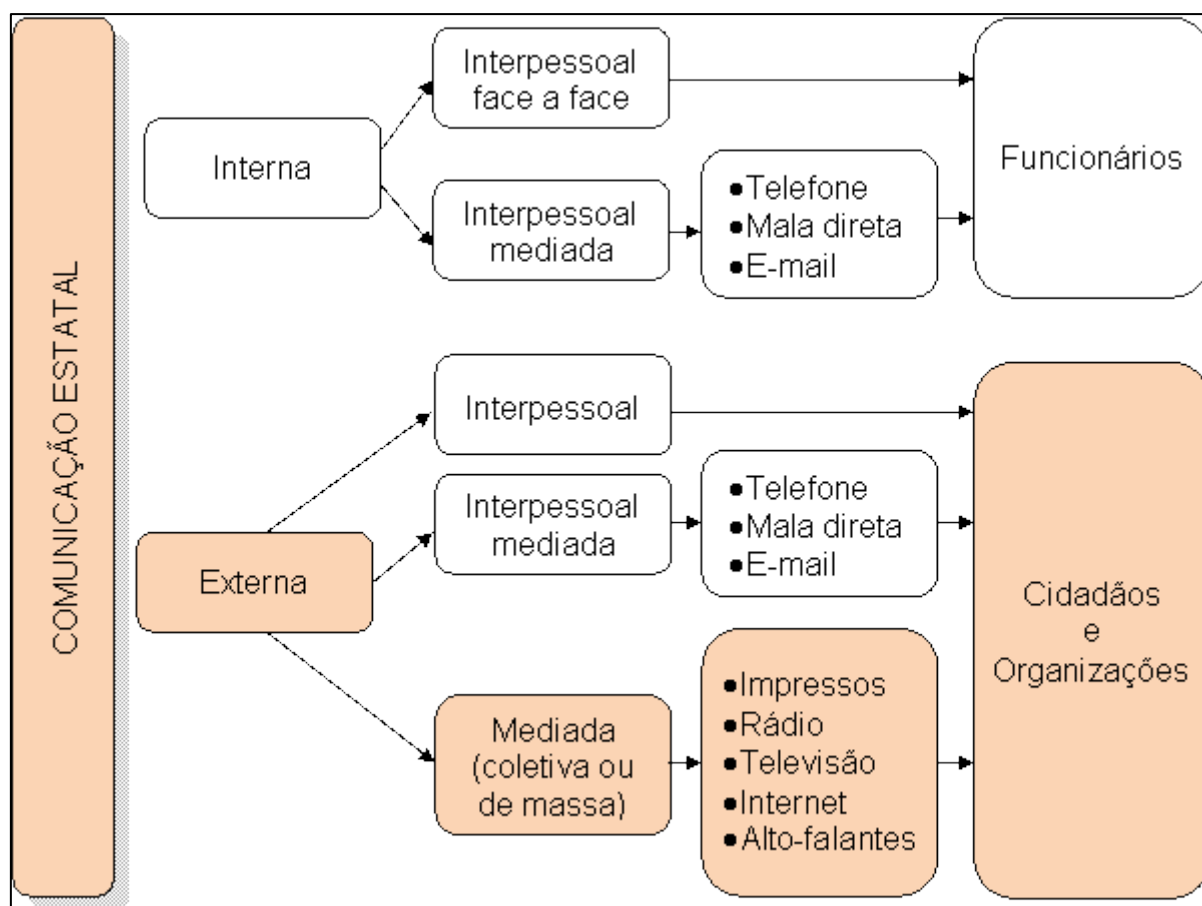 COMUNICAÇÃO ESTATAL
Interna
Interpessoal
face a face
Interpessoal
mediada
●Telefone
●Mala direta
●E-mail
Funcionários
Externa
Interpessoal
Interpessoal
mediada
●Telefone
●Mala direta
●E-mail
Mediada
(coletiva ou
de massa)
●Impressos
●Rádio
●Televisão
●Internet
●Alto-falantes
Cidadãos
e
Organizações